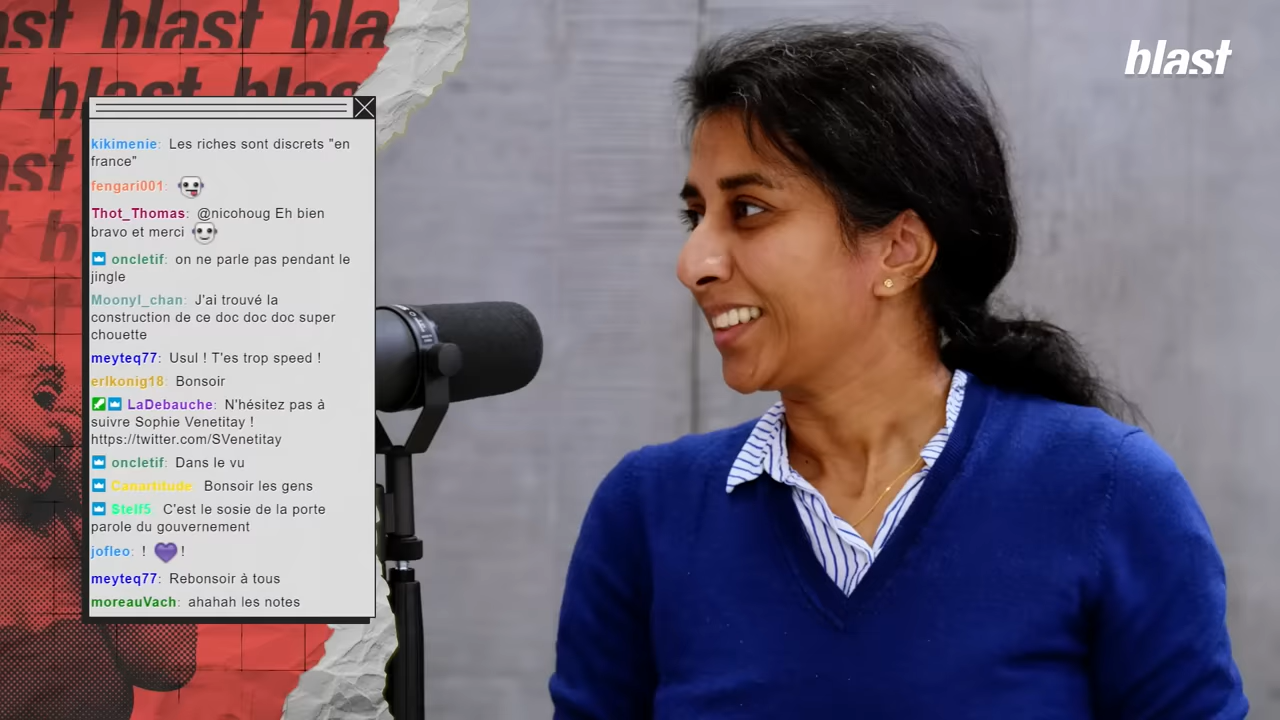 ast blast bla
blast
blast
ast
b
kikimenie: Les riches sont discrets "en
france"
fengari001:
Thot_Thomas: @nicohoug Eh bien
bravo et merci
oncletif: on ne parle pas pendant le
jingle
Moonyl_chan: J'ai trouvé la
construction de ce doc doc doc super
chouette
meyteq77: Usul ! T'es trop speed !
erlkonig18: Bonsoir
LaDebauche: N'hésitez pas à
suivre Sophie Venetitay !
https://twitter.com/SVenetitay
oncletif: Dans le vu
Canartitude: Bonsoir les gens
Stelf5: C'est le sosie de la porte
parole du gouvernement
jofleo: ! !
meyteq77: Rebonsoir à tous
moreauVach: ahahah les notes